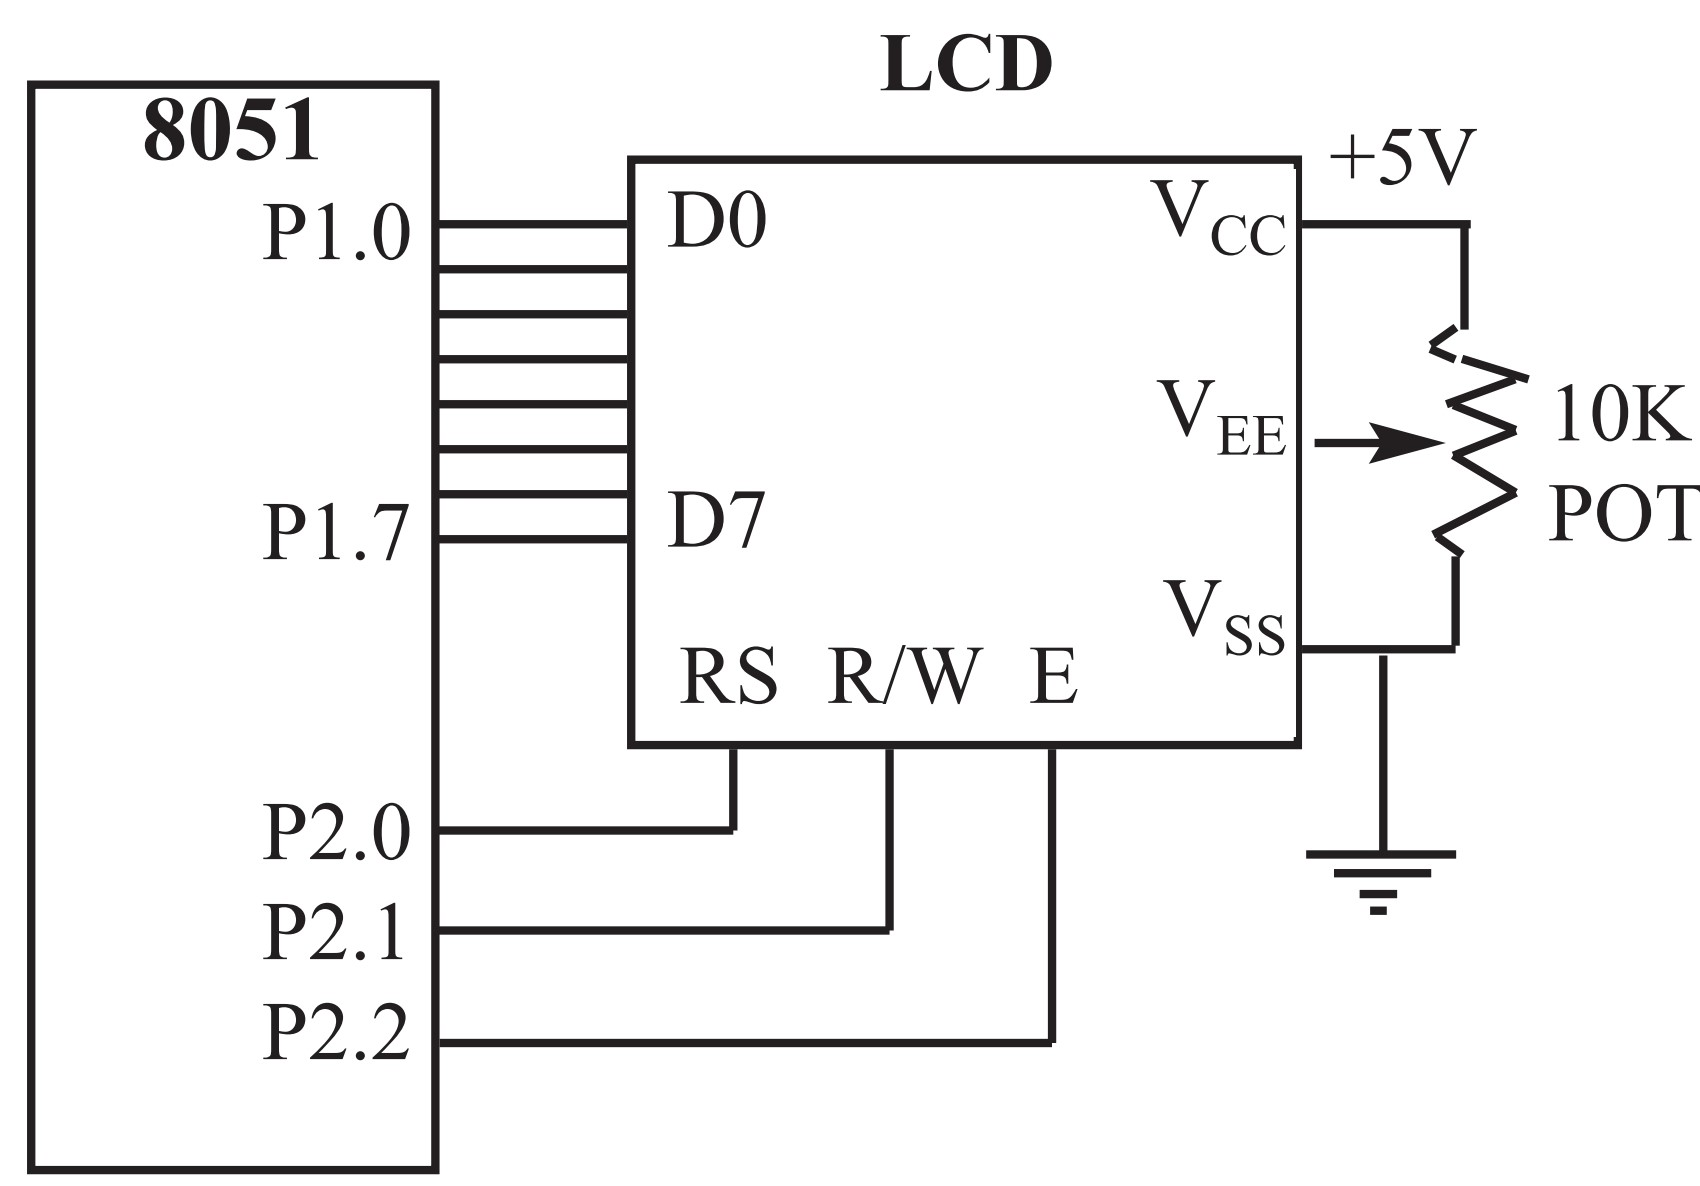 LCD
8051
P1.0
P1.7
P2.0
P2.1
P2.2
D0
D7
RS R/W E
VCC
VEE
VSS
+5V
10K
POT